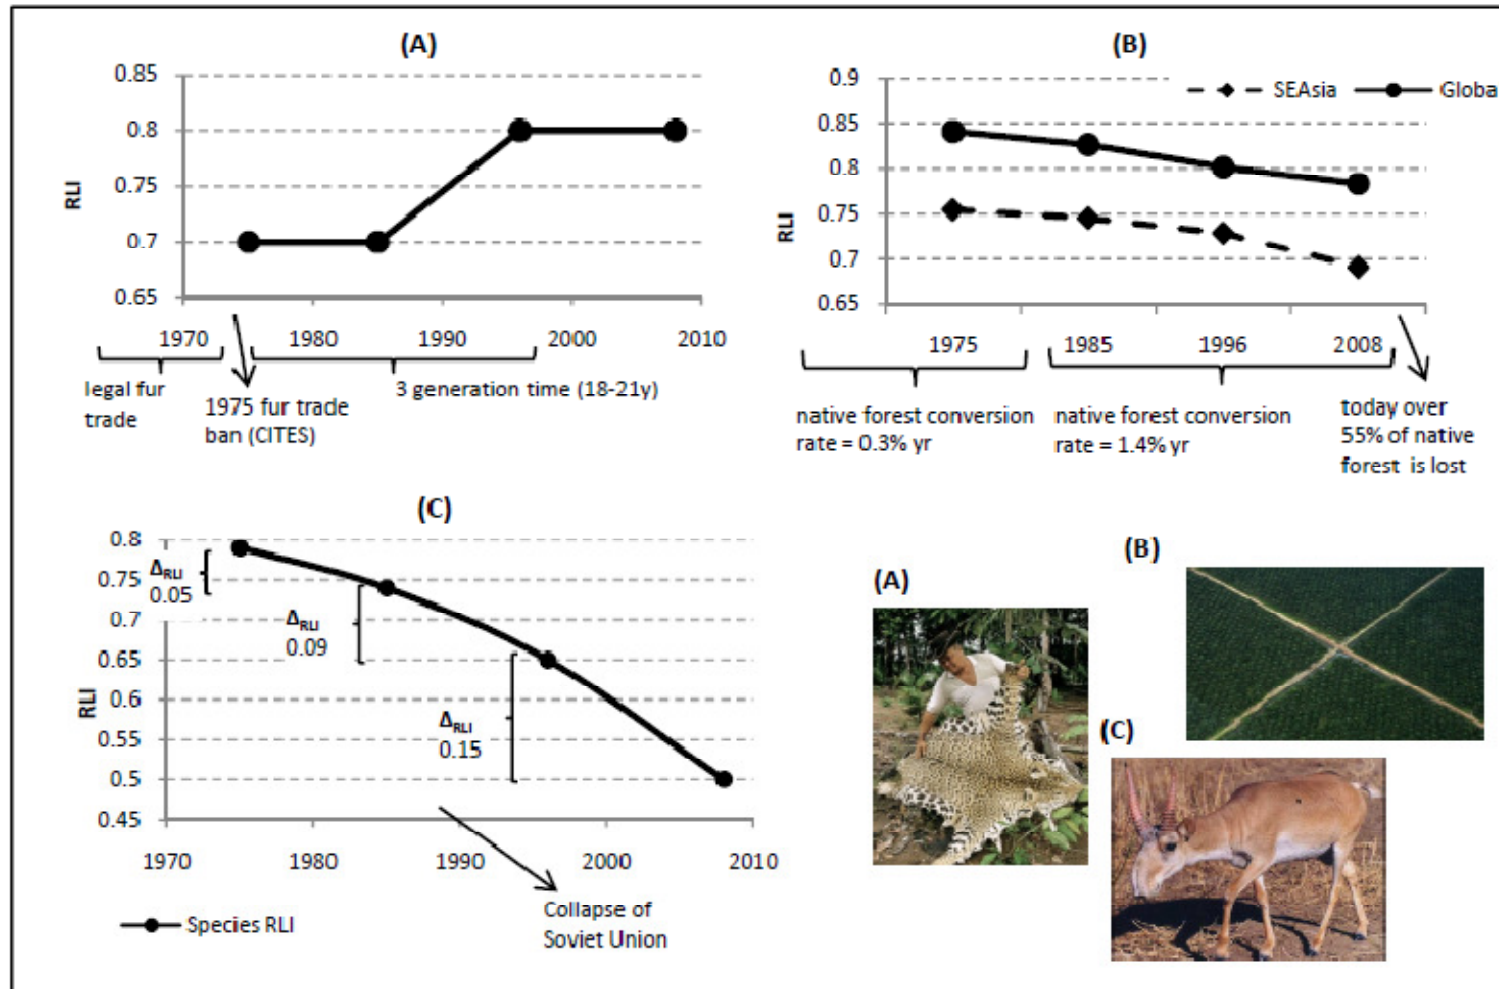 (A)
0.85
0.8
0.75
0.7
0.65
RLI
1970 1980 1990 2000 2010
legal fur
trade
1975 fur trade
ban (CITES)
3 generation time (18-21y)
(B)
SEAsia Globa
0.9
0.85
0.8
0.75
0.7
0.65
RLI
1975 1985 1996 2008
native forest conversion
rate = 0.3% yr
native forest conversion
rate = 1.4% yr
today over
55% of native
forest is lost
(C)
0.8
0.75
0.7
0.65
0.6
0.55
0.5
0.45
RLI
ΔRLI
0.05
ΔRLI
0.09
ΔRLI
0.15
1970 1980 1990 2000 2010
Species RLI
Collapse of
Soviet Union
(A)
(B)
(C)